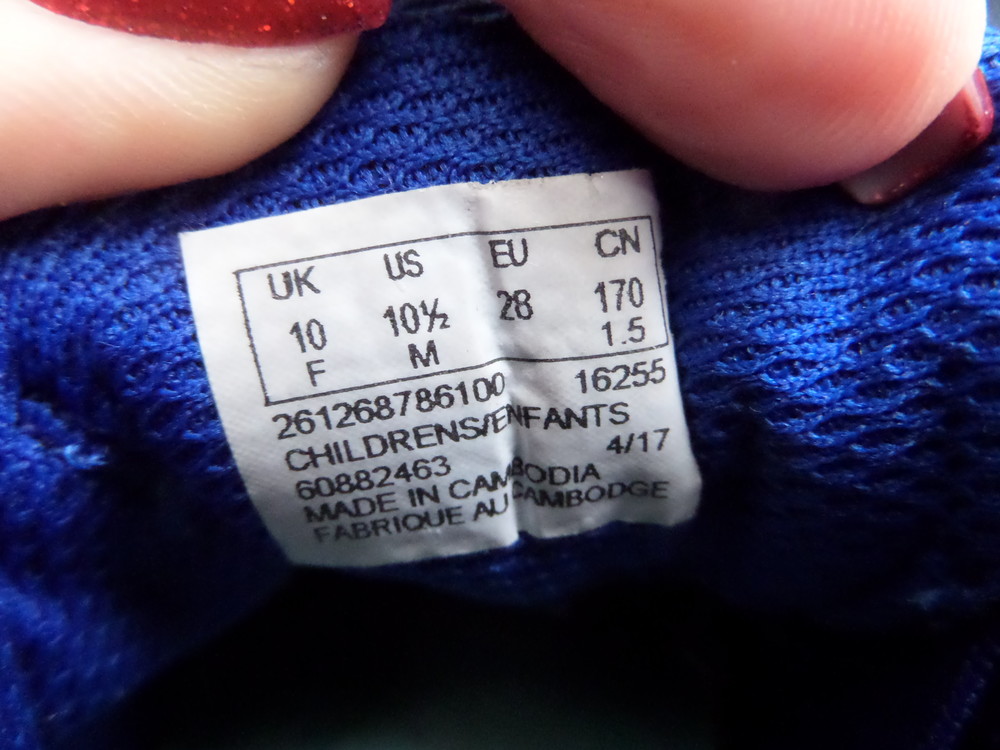 UK US EU CN
10 10½ 28 170
F M 1.5
261268786100 16255
CHILDRENS/ENFANTS
60882463 4/17
MADE IN CAMBODIA
FABRIQUE AU CAMBODGE